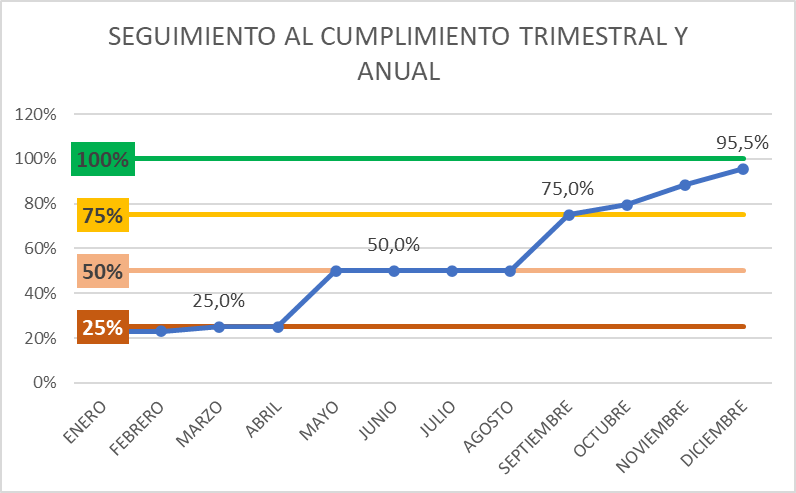 SEGUIMIENTO AL CUMPLIMIENTO TRIMESTRAL Y
ANUAL
120%
100%
80%
60%
40%
20%
0%
100%
75%
50%
25%
25,0%
50,0%
75,0%
95,5%
ENERO
FEBRERO
MARZO
ABRIL
MAYO
JUNIO
JULIO
AGOSTO
SEPTIEMBRE
OCTUBRE
NOVIEMBRE
DICIEMBRE